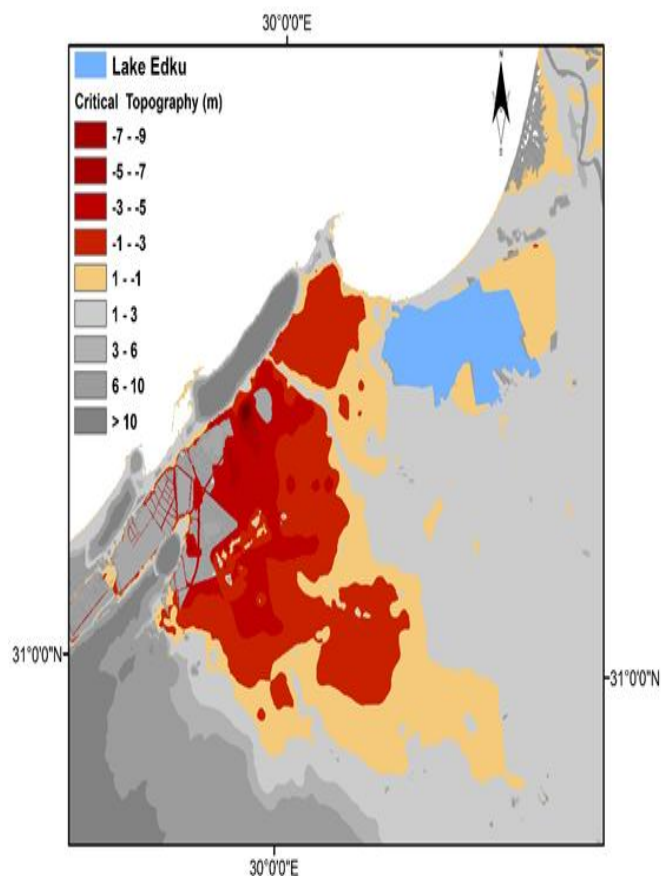 30°0'0"E
Lake Edku
Critical Topography (m)
-7 - -9
-5 - -7
-3 - -5
-1 - -3
1 - -1
1 - 3
3 - 6
6 - 10
> 10
N
31°0'0"N
31°0'0"N
30°0'0"E